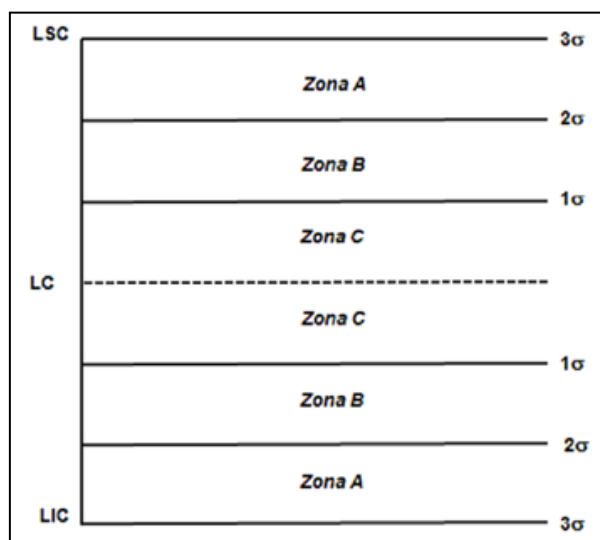 LSC 3σ
Zona A
2σ
Zona B
1σ
Zona C
LC
Zona C
1σ
Zona B
2σ
Zona A
LIC 3σ